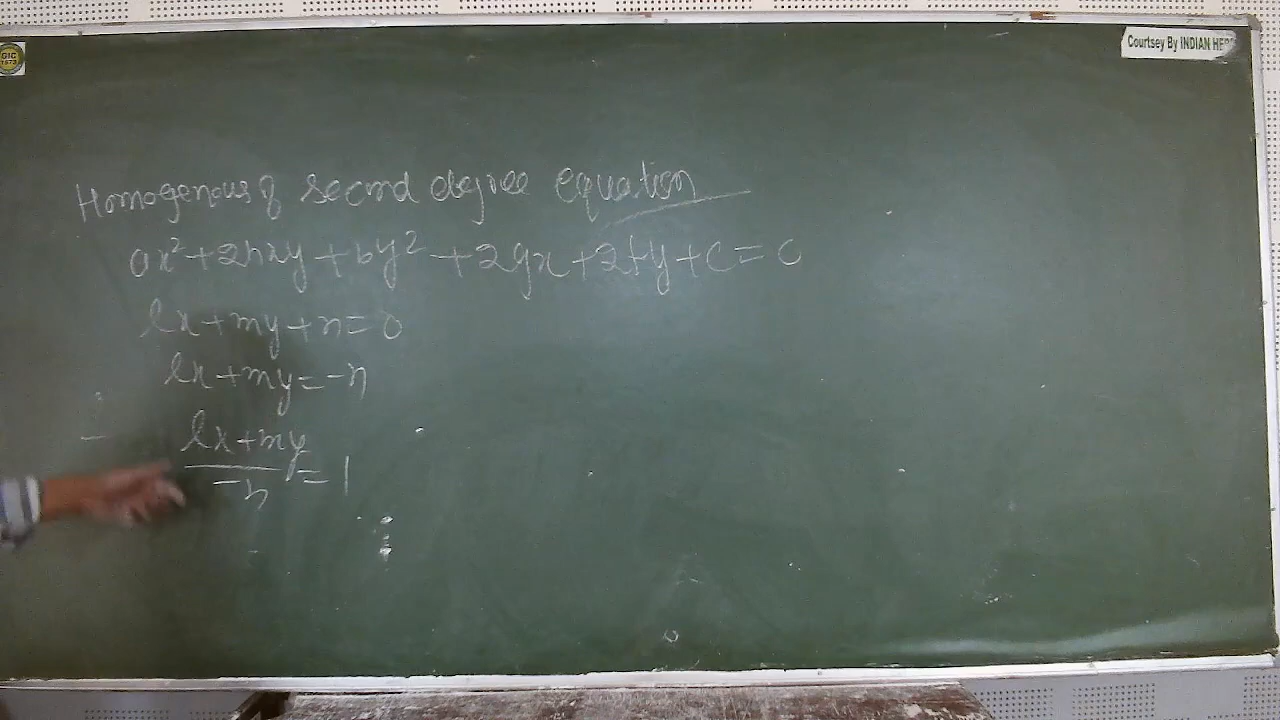 GIC
Courtsey By INDIAN
Homogenous of second degree equation
ax²+2hxy+by²+2gx+2fy+c=0
lx+my+n=0
lx+my=-n
lx+my
-n = 1